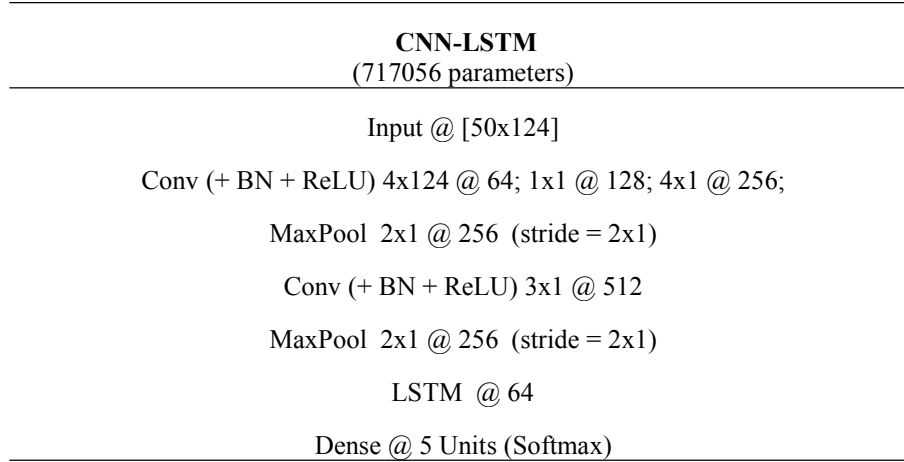 CNN-LSTM
(717056 parameters)
Input @ [50x124]
Conv (+ BN + ReLU) 4x124 @ 64; 1x1 @ 128; 4x1 @ 256;
MaxPool 2x1 @ 256 (stride = 2x1)
Conv (+ BN + ReLU) 3x1 @ 512
MaxPool 2x1 @ 256 (stride = 2x1)
LSTM @ 64
Dense @ 5 Units (Softmax)